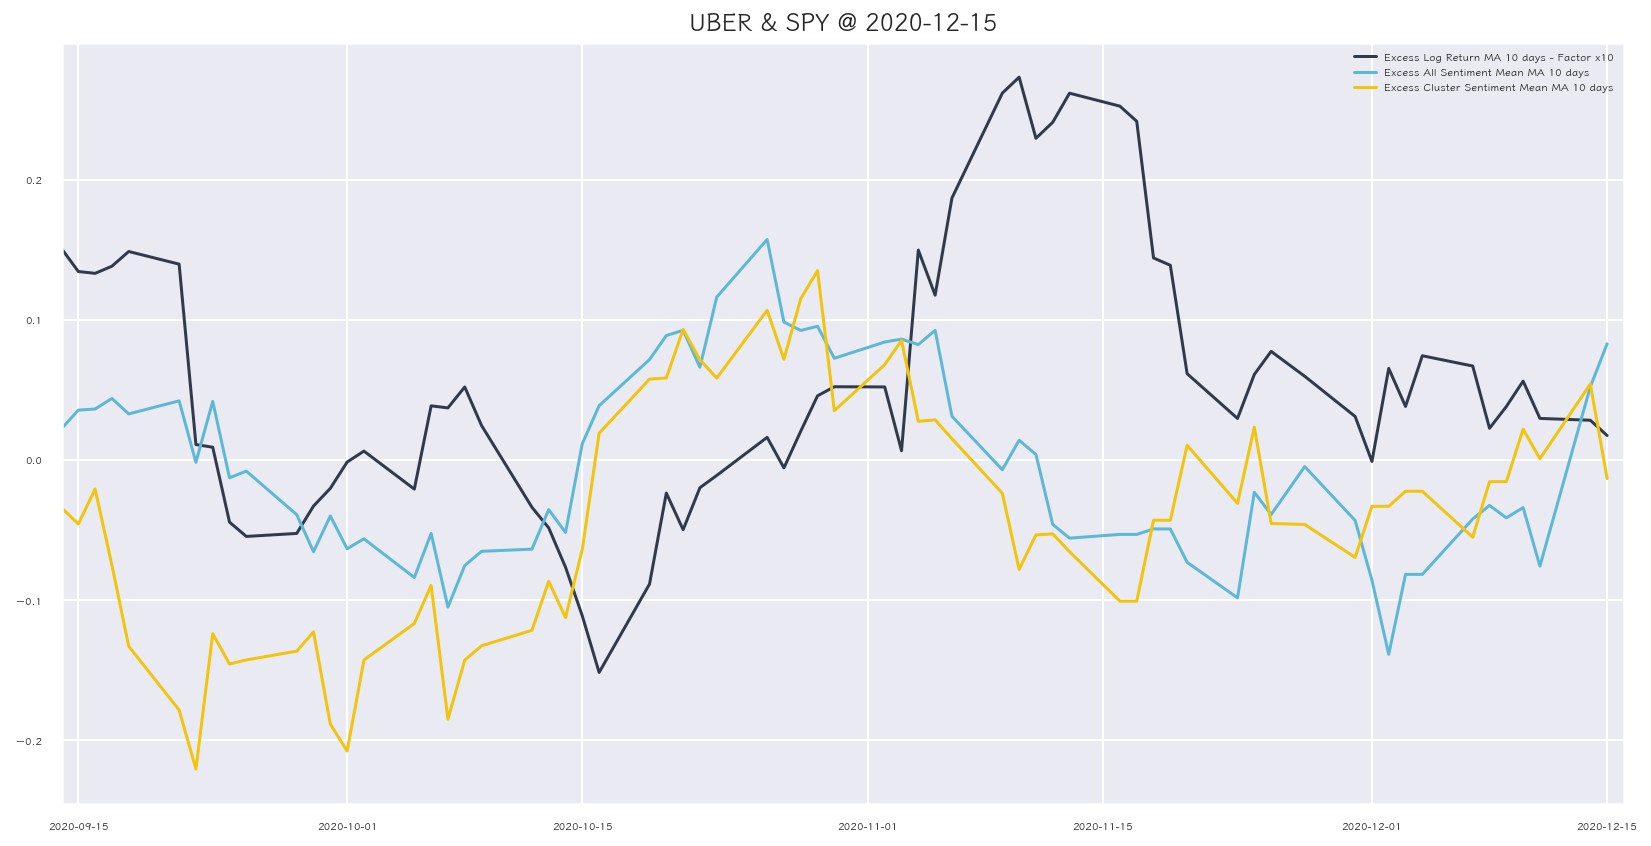 UBER & SPY @ 2020-12-15
Excess Log Return MA 10 days - Factor x10
Excess All Sentiment Mean MA 10 days
Excess Cluster Sentiment Mean MA 10 days
0.2
0.1
0.0
−0.1
−0.2
2020-09-15 2020-10-01 2020-10-15 2020-11-01 2020-11-15 2020-12-01 2020-12-15